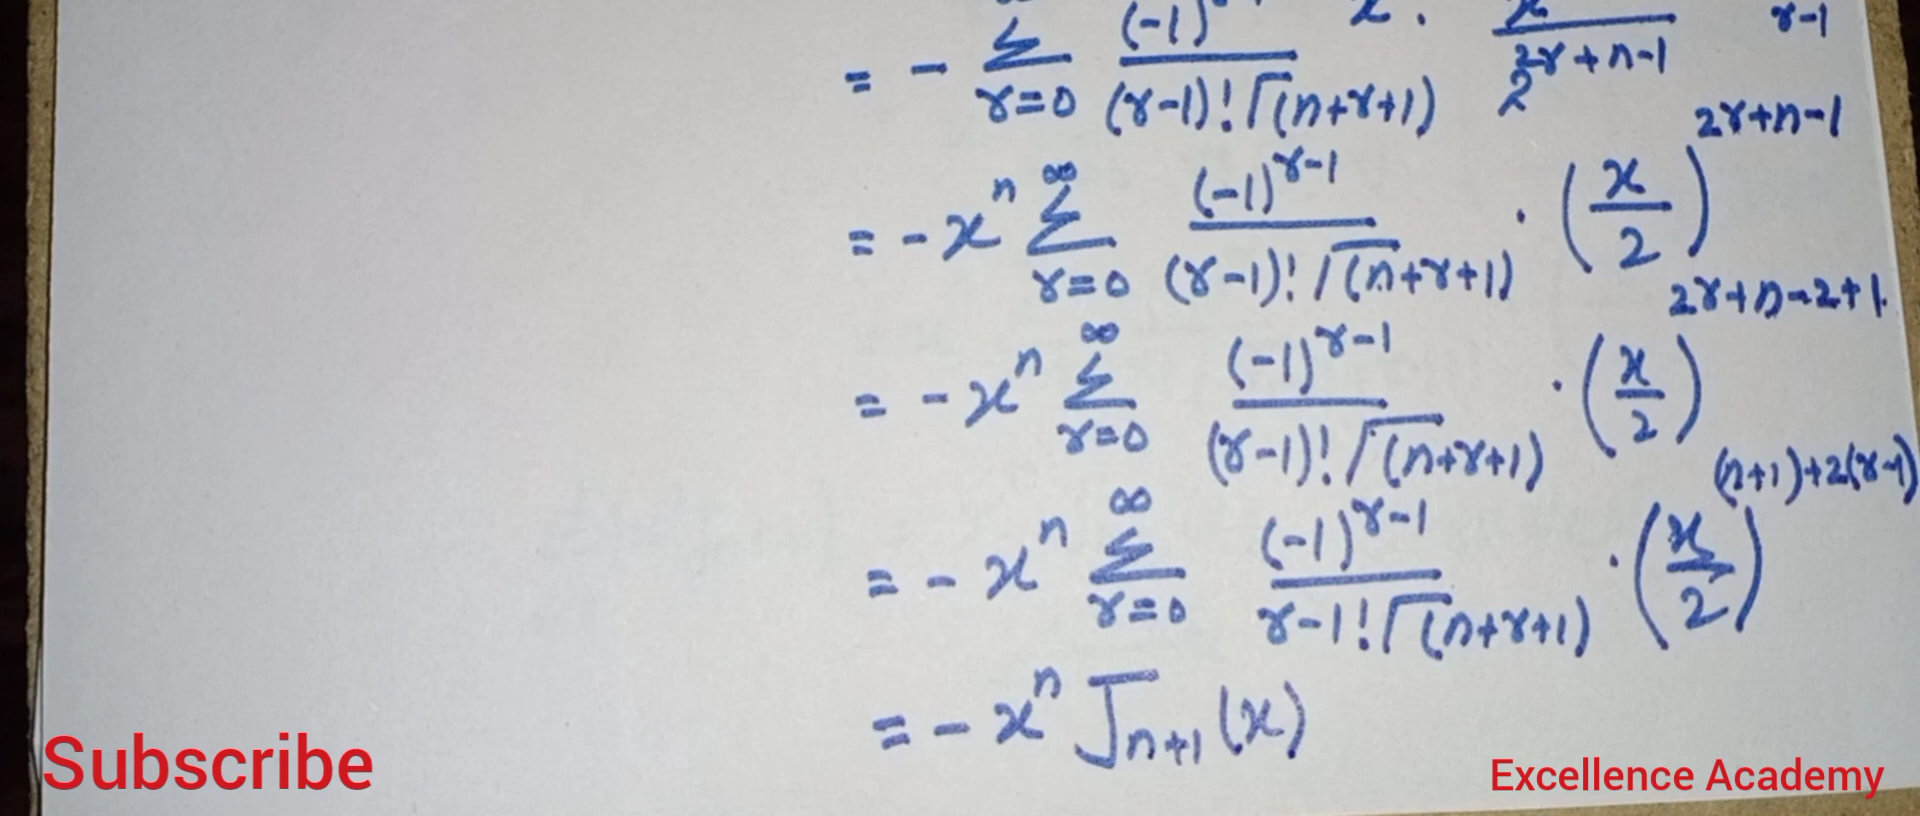 = - Σ r=0 (-1) / (r-1)! Γ(n+r+1) x . x / 2^{2r+n-1} r-1
= - x^n Σ_{r=0}^{∞} (-1)^{r-1} / (r-1)! Γ(n+r+1) . (x/2)^{2r+n-1}
= - x^n Σ_{r=0}^{∞} (-1)^{r-1} / (r-1)! Γ(n+r+1) . (x/2)^{2r+n-2+1}
= - x^n Σ_{r=0}^{∞} (-1)^{r-1} / r-1! Γ(n+r+1) . (x/2)^{(n+1)+2(r-1)}
= - x^n J_{n+1}(x)
Subscribe
Excellence Academy